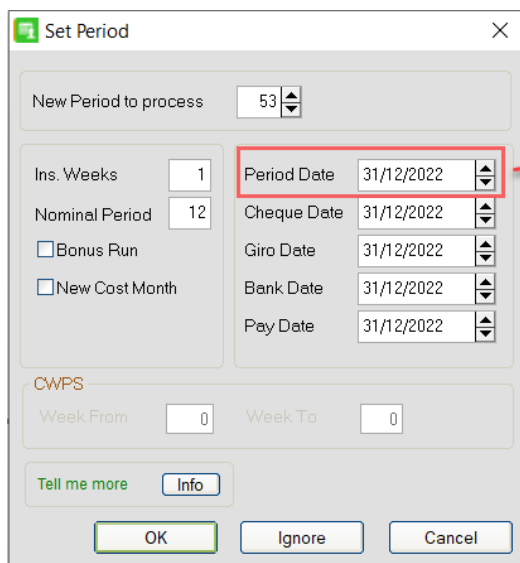 Set Period
New Period to process 53
Ins. Weeks 1
Nominal Period 12
Bonus Run
New Cost Month
Period Date 31/12/2022
Cheque Date 31/12/2022
Giro Date 31/12/2022
Bank Date 31/12/2022
Pay Date 31/12/2022
CWPS
Week From 0 Week To 0
Tell me more Info
OK Ignore Cancel